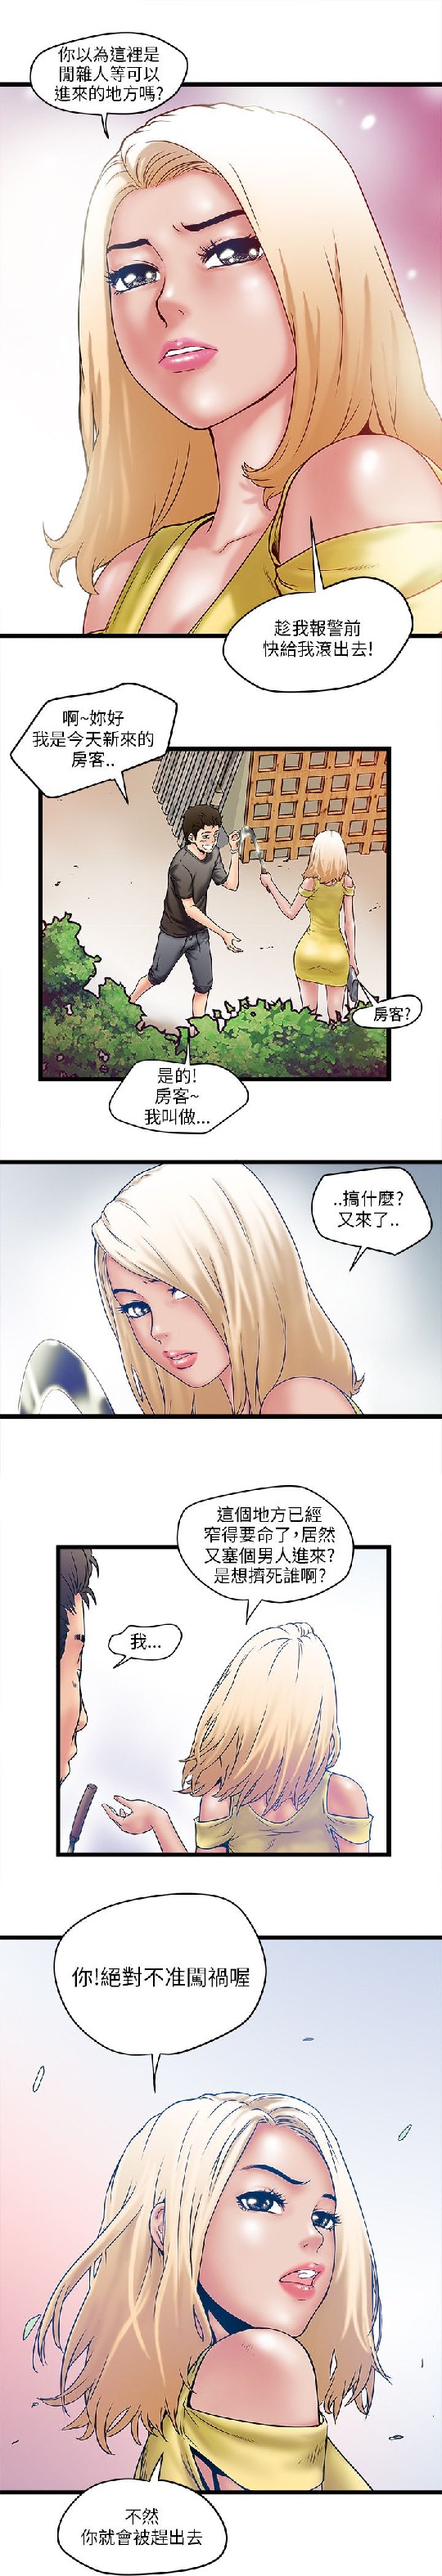 你以為這裡是
閒雜人等可以
進來的地方嗎?
趁我報警前
快給我滾出去!
啊~妳好
我是今天新來的
房客..
房客?
是的!
房客~
我叫做...
..搞什麼?
又來了..
這個地方已經
窄得要命了,居然
又塞個男人進來?
是想擠死誰啊?
我...
你!絕對不准闖禍喔
不然
你就會被趕出去